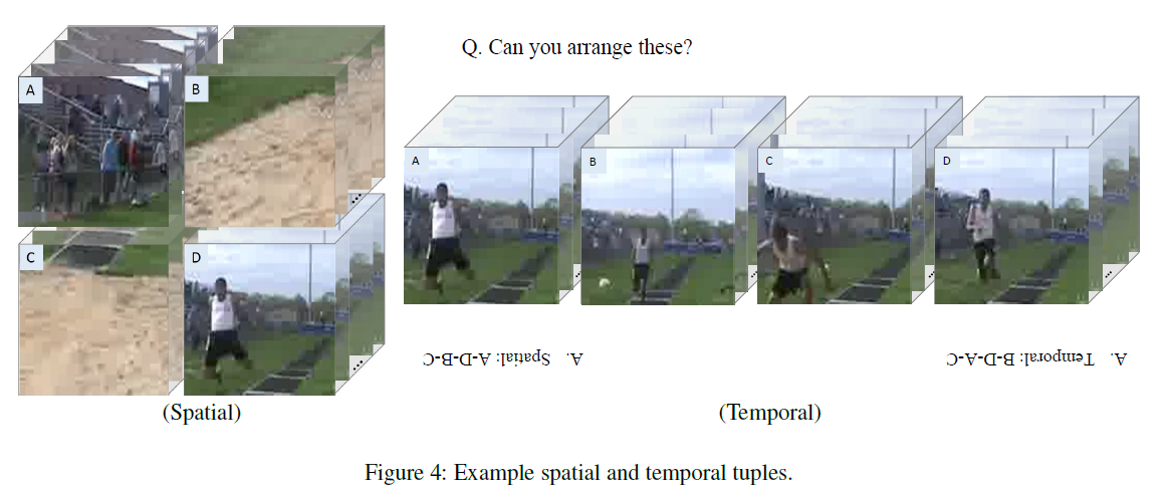 Q. Can you arrange these?
A
B
C
D
A
B
C
D
A. Spatial: A-D-B-C
A. Temporal: B-D-A-C
(Spatial)
(Temporal)
Figure 4: Example spatial and temporal tuples.